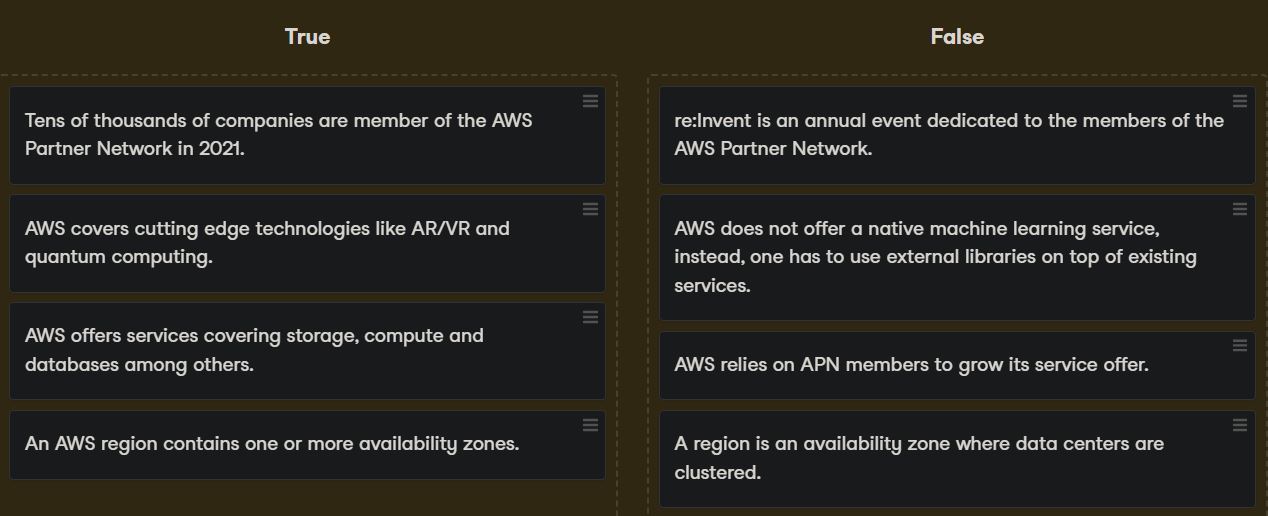 True
Tens of thousands of companies are member of the AWS
Partner Network in 2021.
AWS covers cutting edge technologies like AR/VR and
quantum computing.
AWS offers services covering storage, compute and
databases among others.
An AWS region contains one or more availability zones.
False
re:Invent is an annual event dedicated to the members of the
AWS Partner Network.
AWS does not offer a native machine learning service,
instead, one has to use external libraries on top of existing
services.
AWS relies on APN members to grow its service offer.
A region is an availability zone where data centers are
clustered.